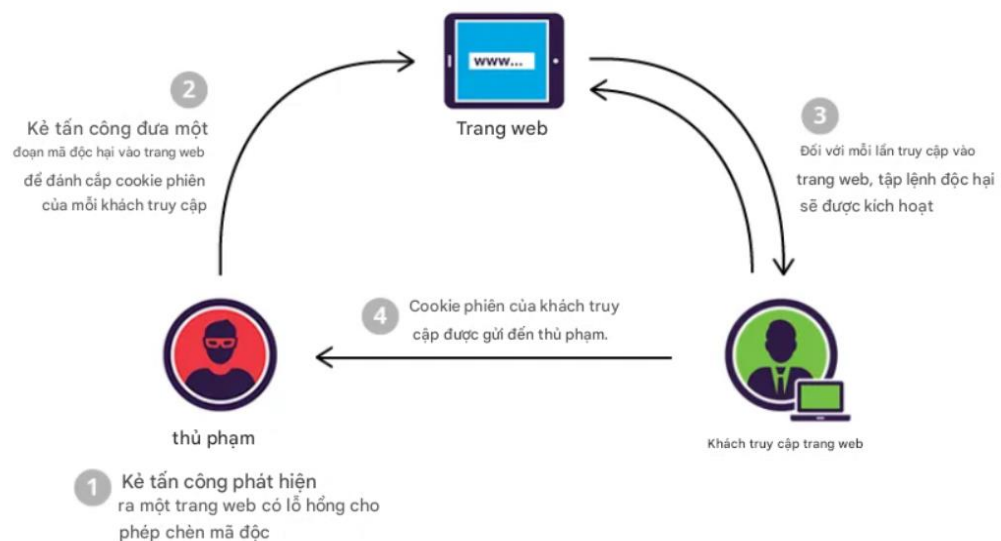 www...
Trang web
2
Kẻ tấn công đưa một
đoạn mã độc hại vào trang web
để đánh cắp cookie phiên
của mỗi khách truy cập
3
Đối với mỗi lần truy cập vào
trang web, tập lệnh độc hại
sẽ được kích hoạt
4
Cookie phiên của khách truy
cập được gửi đến thủ phạm.
thủ phạm
Khách truy cập trang web
1
Kẻ tấn công phát hiện
ra một trang web có lỗ hổng cho
phép chèn mã độc